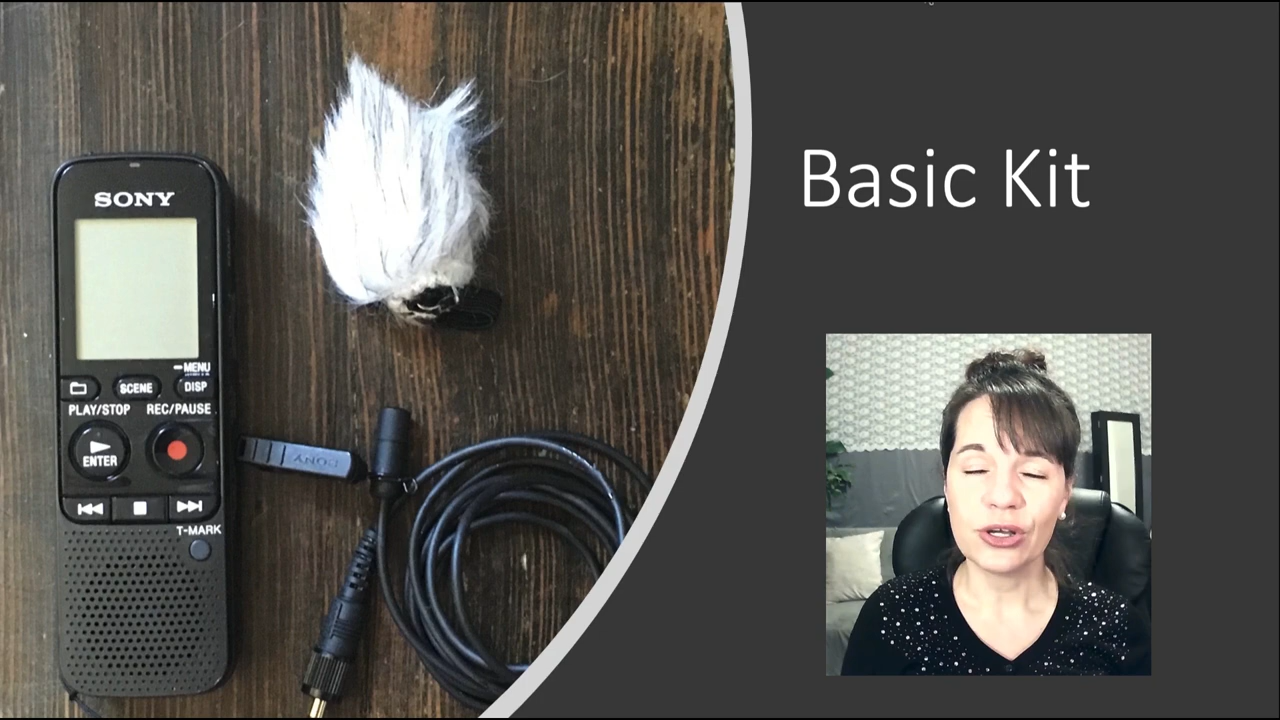 SONY
MENU
SCENE
DISP
PLAY/STOP
REC/PAUSE
ENTER
T-MARK
SONY
Basic Kit